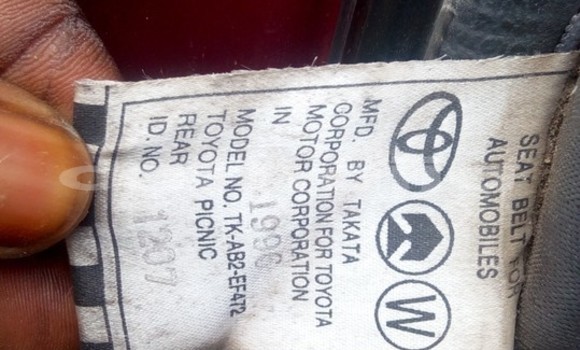 SEAT BELT FOR
AUTOMOBILES
W
MFD. BY TAKATA
CORPORATION FOR TOYOTA
MOTOR CORPORATION
IN 1996
MODEL NO. TK-AB2-EF472
TOYOTA PICNIC
REAR
ID. NO. 1207